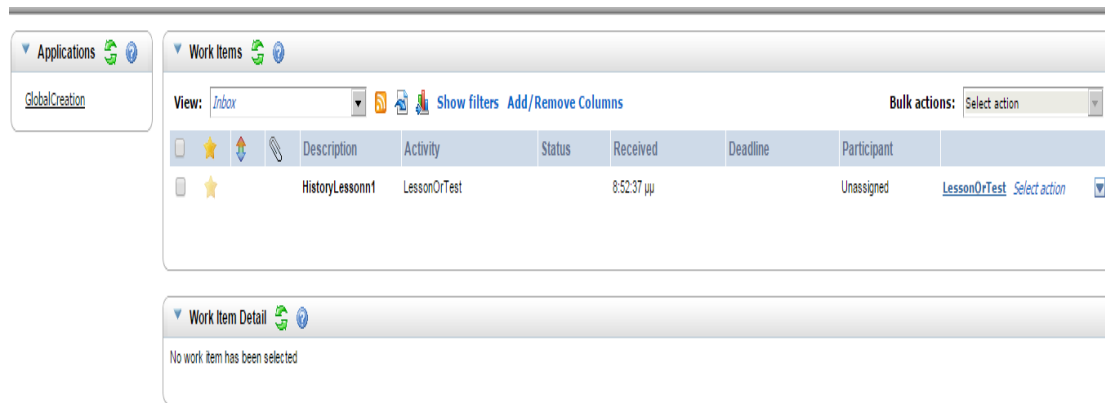 Applications
GlobalCreation
Work Items
View: Inbox Show filters Add/Remove Columns Bulk actions: Select action
Description Activity Status Received Deadline Participant
HistoryLessonn1 LessonOrTest 8:52:37 μμ Unassigned LessonOrTest Select action
Work Item Detail
No work item has been selected